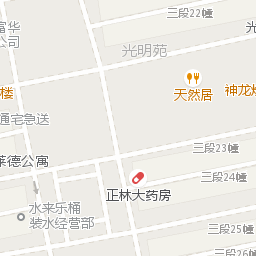 三段22幢
富华
公司
光明苑
光
天然居
神龙
楼
通宅急送
三段23幢
莱德公寓
三段24幢
正林大药房
水来乐桶
装水经营部
三段25幢
三段26幢